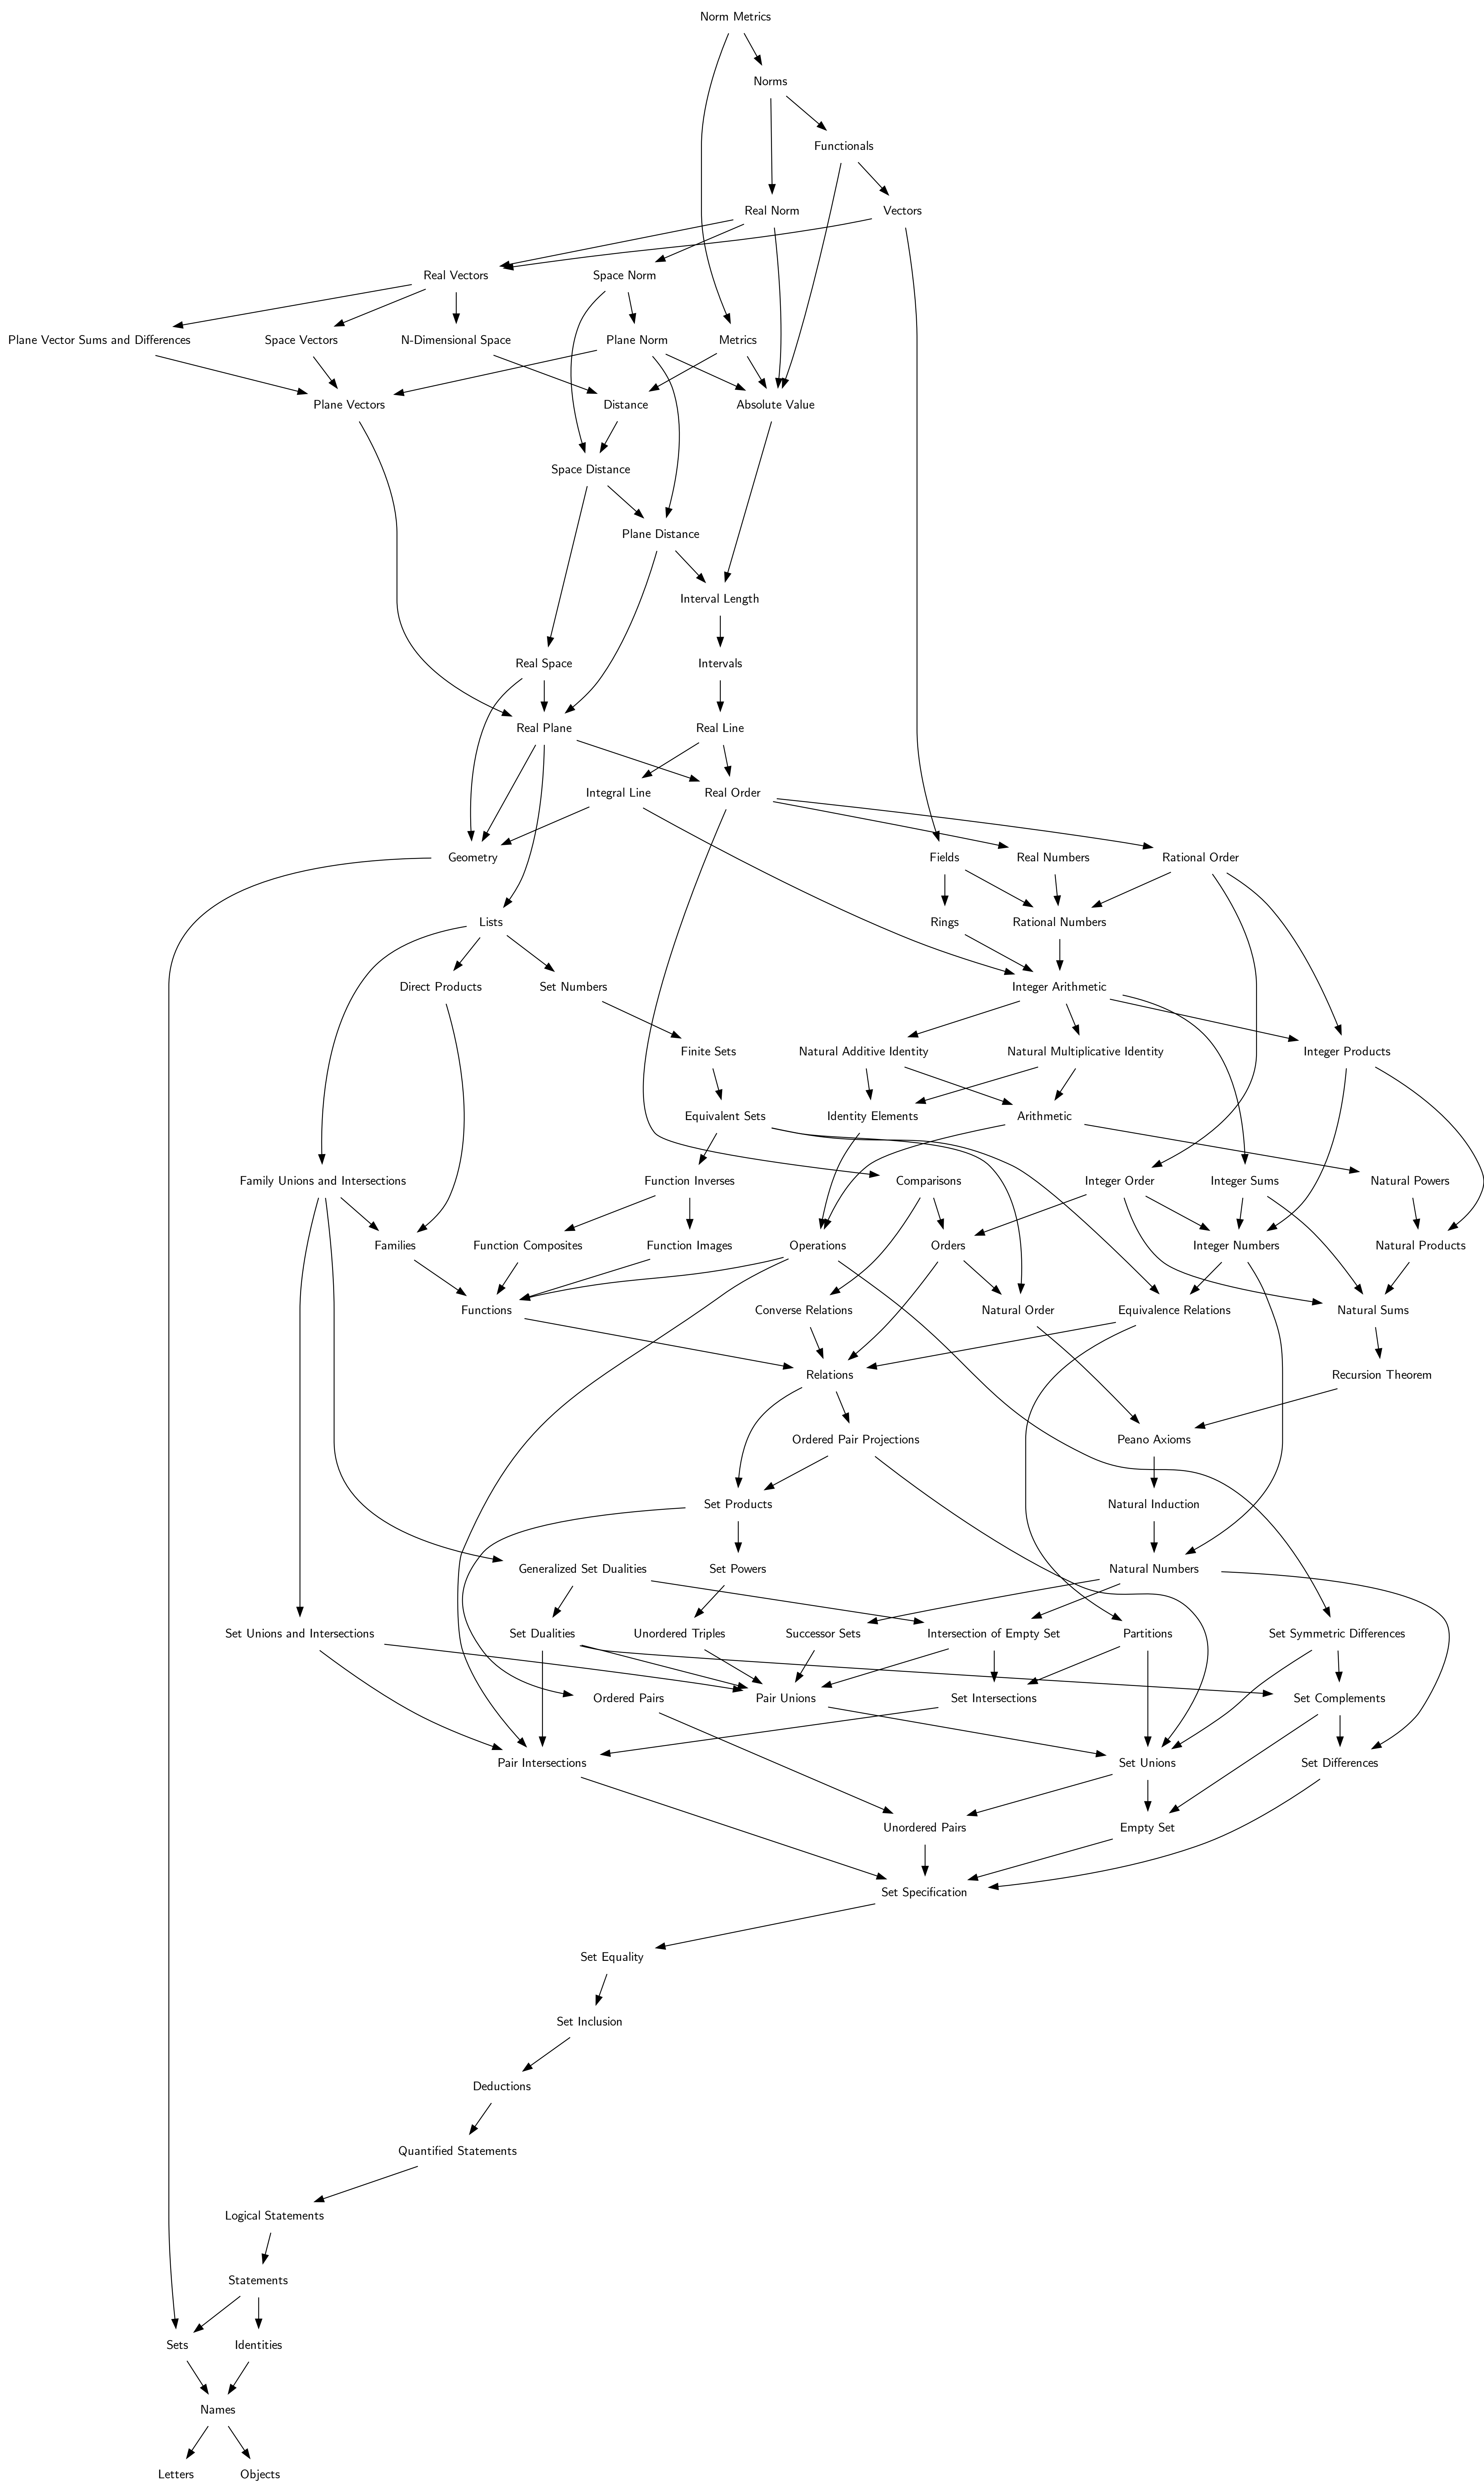 Norm Metrics
Norms
Functionals
Real Norm
Vectors
Real Vectors
Space Norm
Plane Vector Sums and Differences
Space Vectors
N-Dimensional Space
Plane Norm
Metrics
Plane Vectors
Distance
Absolute Value
Space Distance
Plane Distance
Interval Length
Real Space
Intervals
Real Plane
Real Line
Integral Line
Real Order
Geometry
Fields
Real Numbers
Rational Order
Lists
Rings
Rational Numbers
Direct Products
Set Numbers
Integer Arithmetic
Finite Sets
Natural Additive Identity
Natural Multiplicative Identity
Integer Products
Equivalent Sets
Identity Elements
Arithmetic
Family Unions and Intersections
Function Inverses
Comparisons
Integer Order
Integer Sums
Natural Powers
Families
Function Composites
Function Images
Operations
Orders
Integer Numbers
Natural Products
Functions
Converse Relations
Natural Order
Equivalence Relations
Natural Sums
Relations
Recursion Theorem
Ordered Pair Projections
Peano Axioms
Set Products
Natural Induction
Generalized Set Dualities
Set Powers
Natural Numbers
Set Unions and Intersections
Set Dualities
Unordered Triples
Successor Sets
Intersection of Empty Set
Partitions
Set Symmetric Differences
Ordered Pairs
Pair Unions
Set Intersections
Set Complements
Pair Intersections
Set Unions
Set Differences
Unordered Pairs
Empty Set
Set Specification
Set Equality
Set Inclusion
Deductions
Quantified Statements
Logical Statements
Statements
Sets
Identities
Names
Letters
Objects